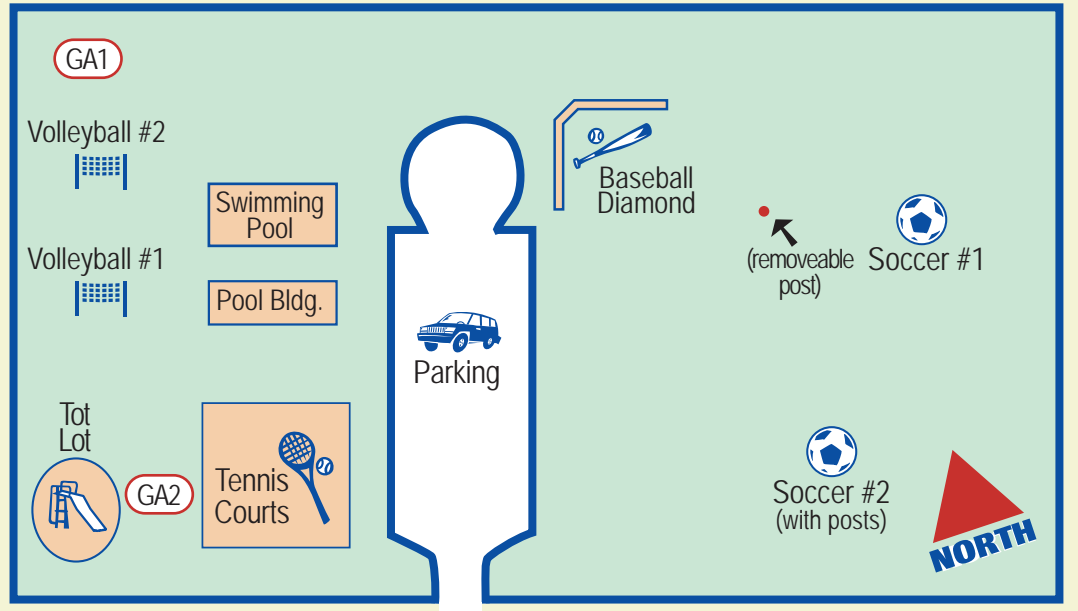 GA1
Volleyball #2
Swimming
Pool
Baseball
Diamond
Volleyball #1
Pool Bldg.
(removeable
post)
Soccer #1
Parking
Tot
Lot
GA2
Tennis
Courts
Soccer #2
(with posts)
NORTH